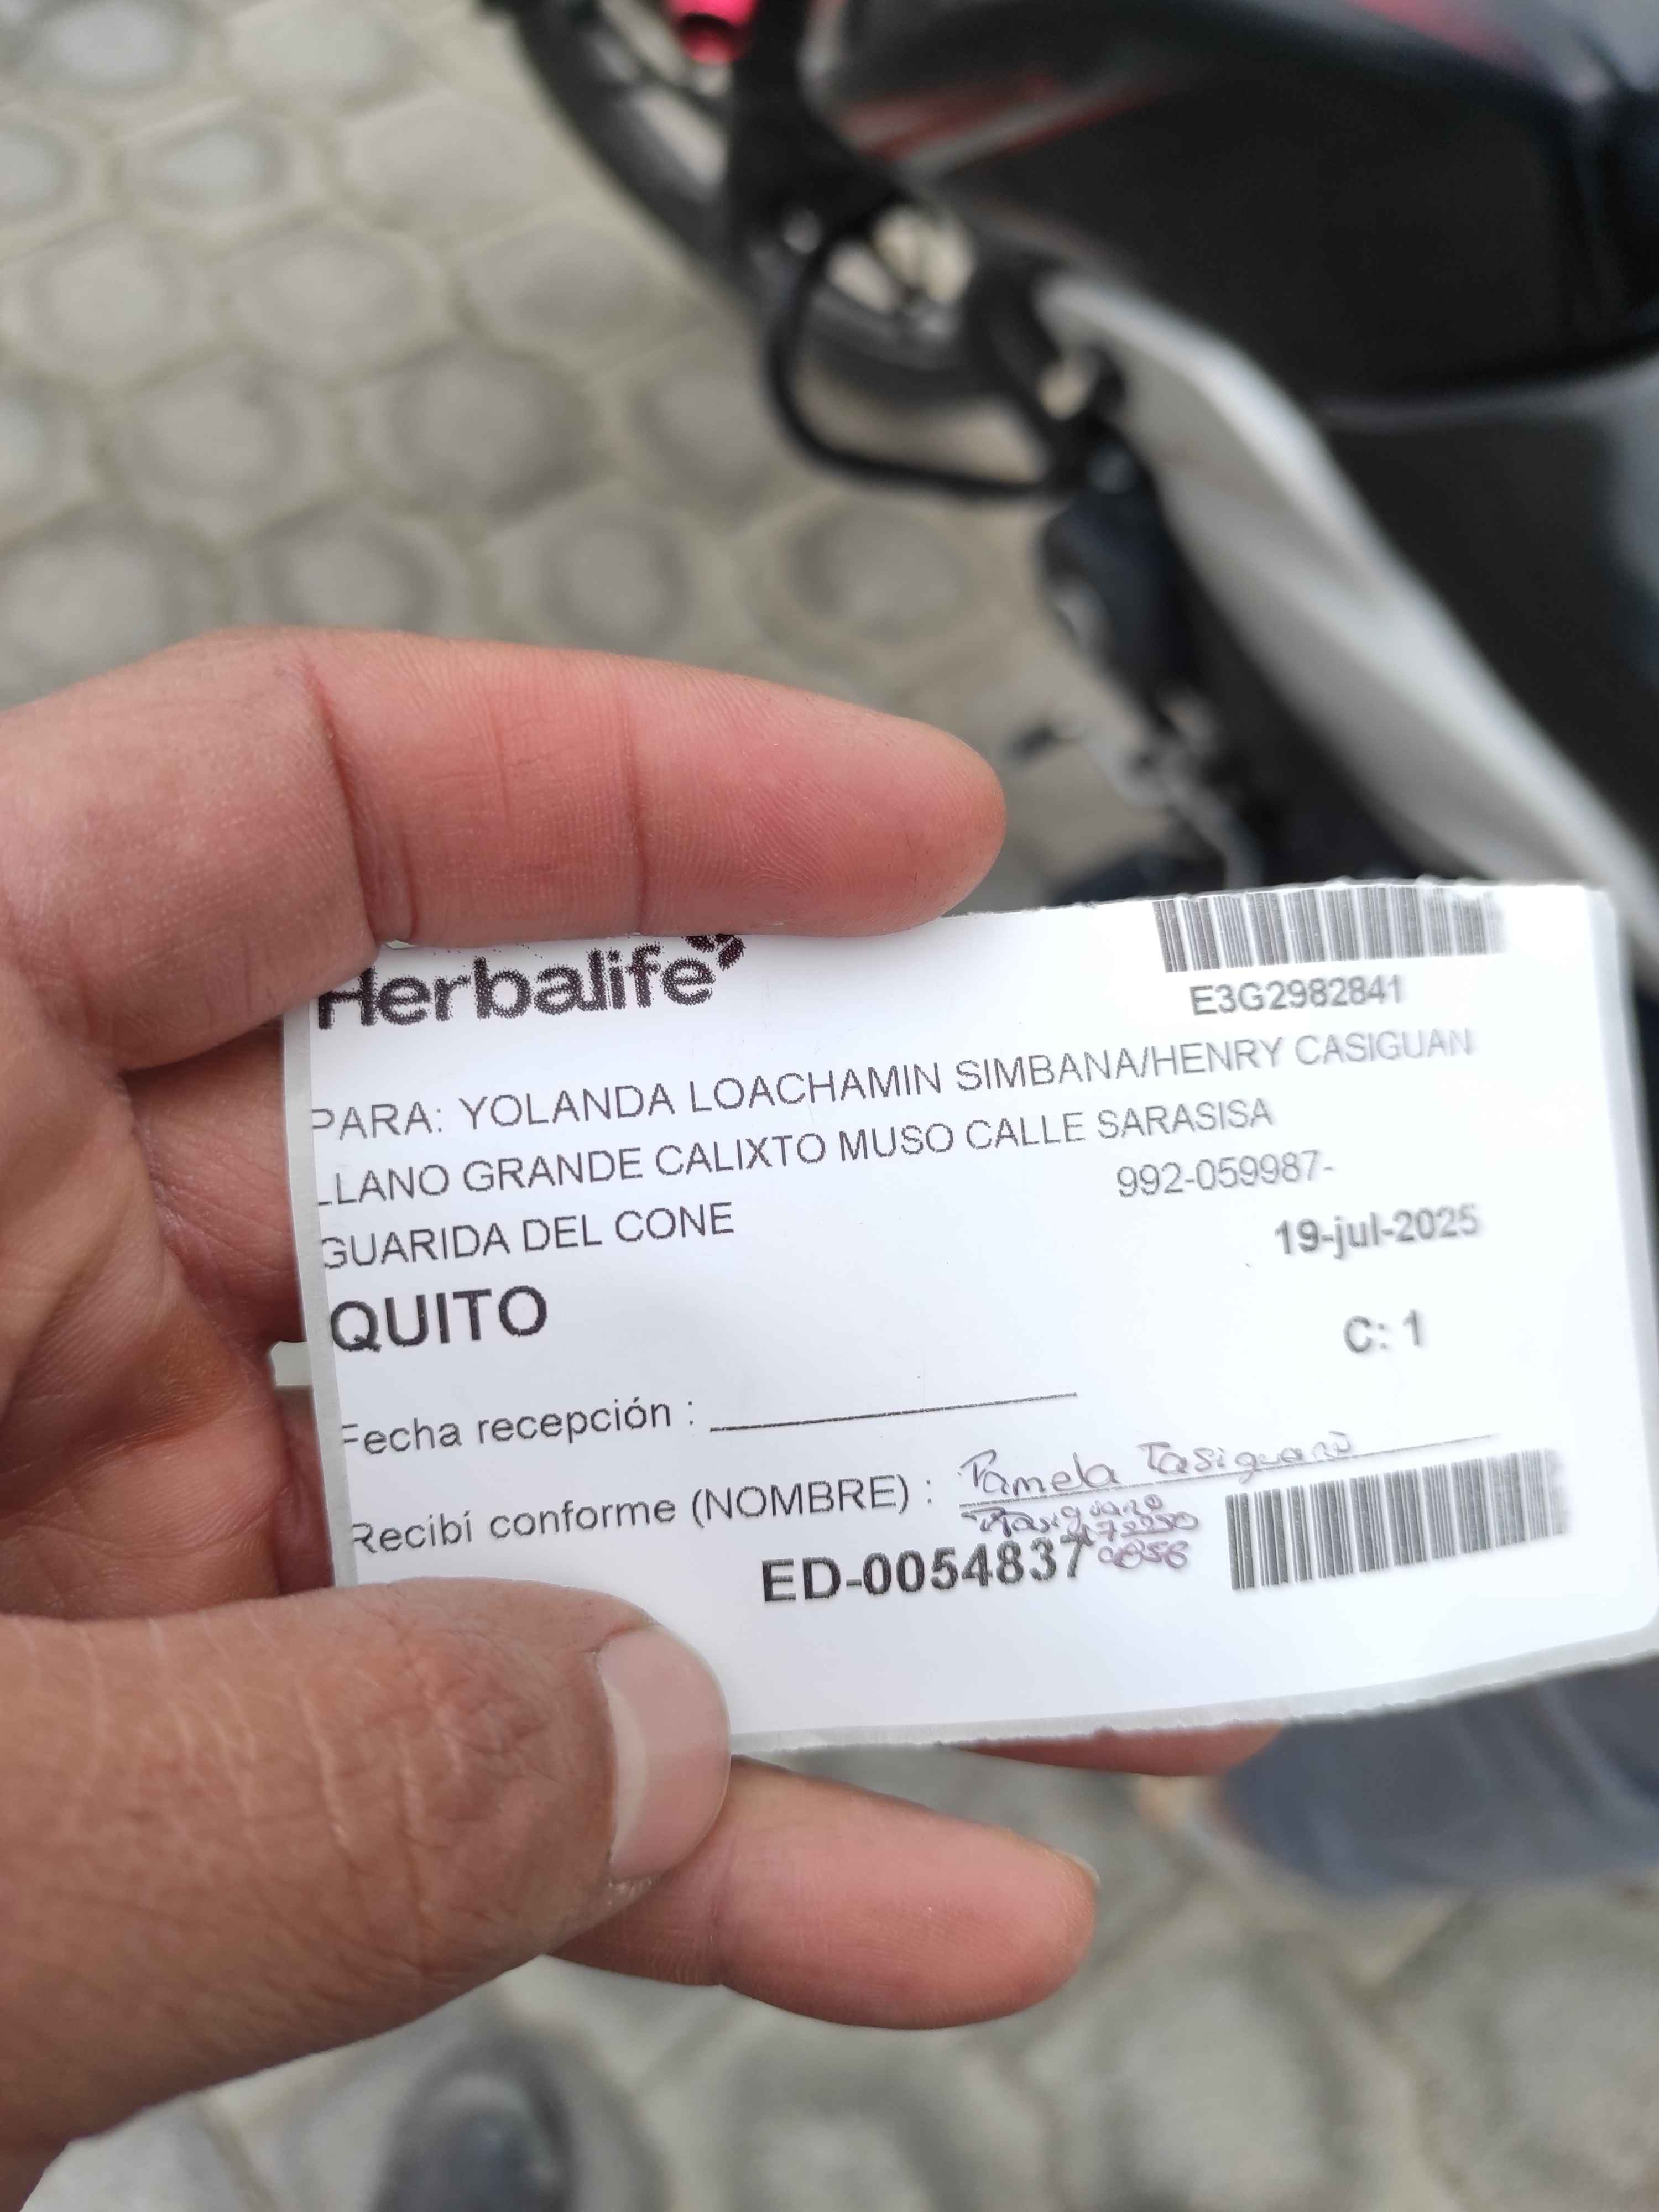 Herbalife
E3G2982841
PARA: YOLANDA LOACHAMIN SIMBANA/HENRY CASIGUAN
LLANO GRANDE CALIXTO MUSO CALLE SARASISA
GUARIDA DEL CONE 992-059987-
19-jul-2025
QUITO
C: 1
Fecha recepción :
Recibí conforme (NOMBRE) : Pamela Tasiguano
ED-0054837